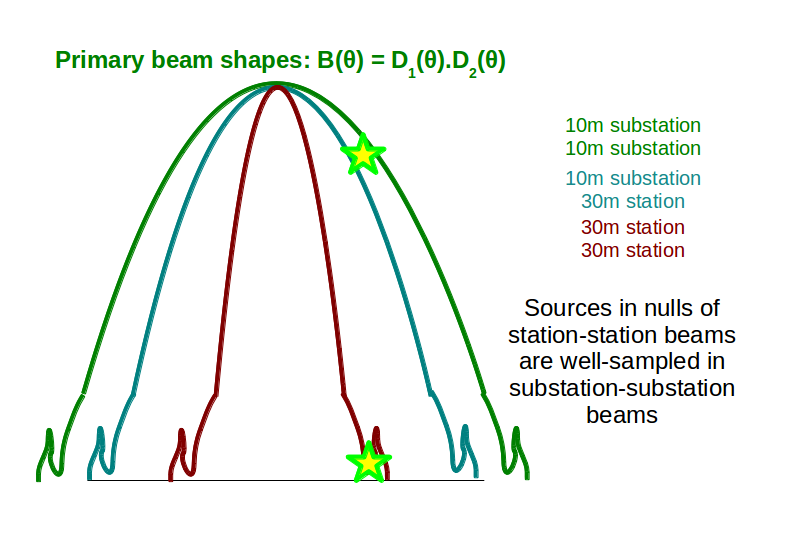 Primary beam shapes: B(θ) = D₁(θ).D₂(θ)
10m substation
10m substation
10m substation
30m station
30m station
30m station
Sources in nulls of
station-station beams
are well-sampled in
substation-substation
beams